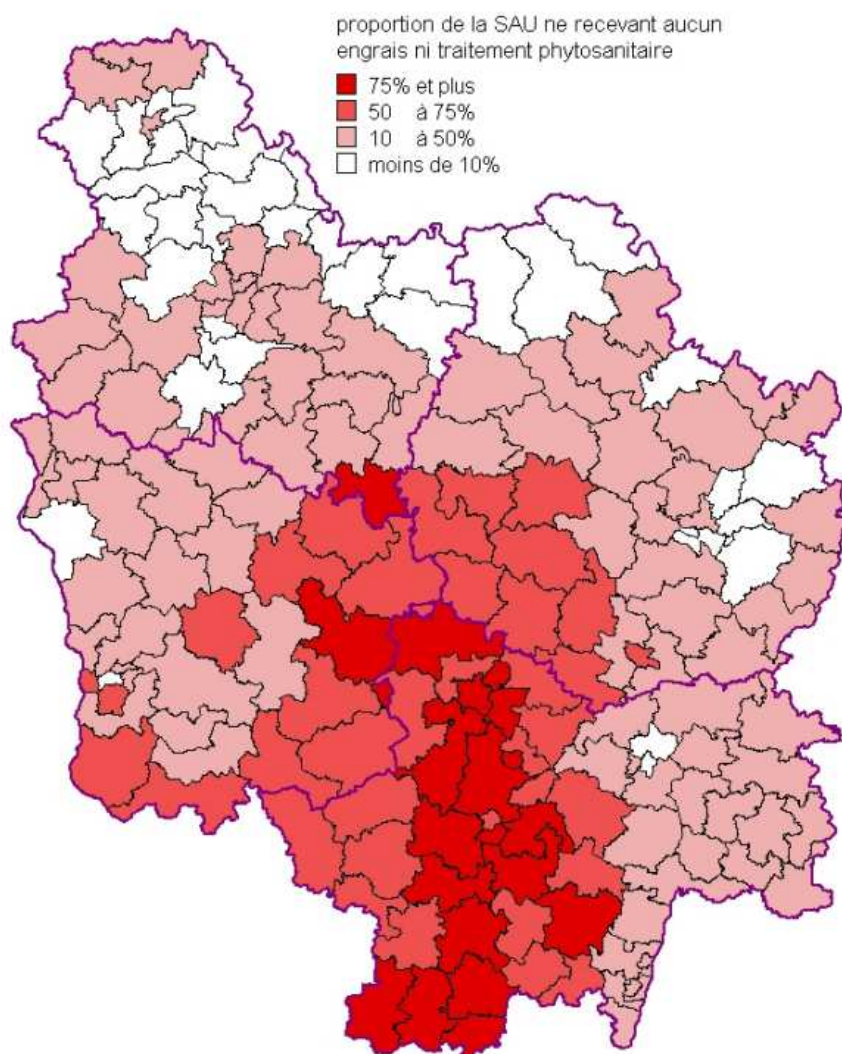 proportion de la SAU ne recevant aucun
engrais ni traitement phytosanitaire
75% et plus
50 à 75%
10 à 50%
moins de 10%